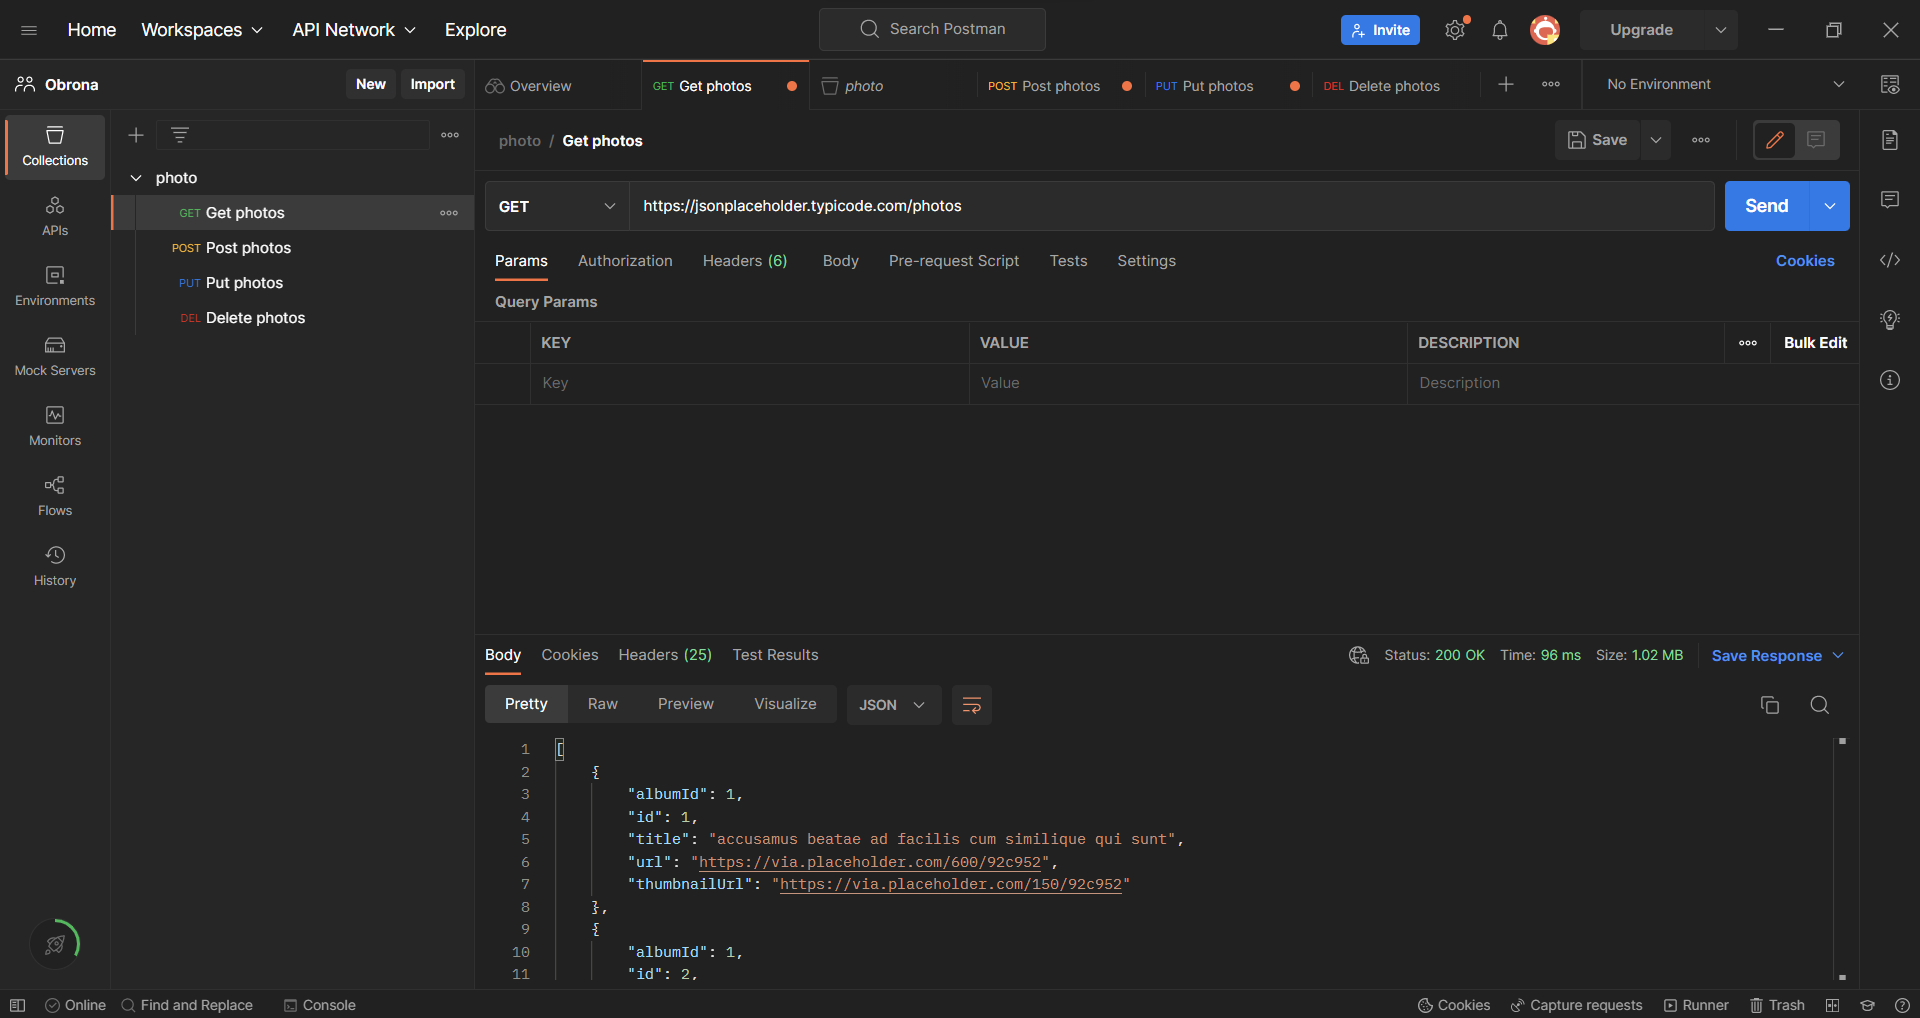 Home Workspaces API Network Explore Search Postman Invite Upgrade
Obrona New Import Overview GET Get photos photo POST Post photos PUT Put photos DEL Delete photos No Environment
Collections
APIs
Environments
Mock Servers
Monitors
Flows
History
photo
GET Get photos
POST Post photos
PUT Put photos
DEL Delete photos
photo / Get photos Save
GET https://jsonplaceholder.typicode.com/photos Send
Params Authorization Headers (6) Body Pre-request Script Tests Settings Cookies
Query Params
KEY VALUE DESCRIPTION Bulk Edit
Key Value Description
Body Cookies Headers (25) Test Results Status: 200 OK Time: 96 ms Size: 1.02 MB Save Response
Pretty Raw Preview Visualize JSON
1 [
2 {
3 "albumId": 1,
4 "id": 1,
5 "title": "accusamus beatae ad facilis cum similique qui sunt",
6 "url": "https://via.placeholder.com/600/92c952",
7 "thumbnailUrl": "https://via.placeholder.com/150/92c952"
8 },
9 {
10 "albumId": 1,
11 "id": 2,
Online Find and Replace Console Cookies Capture requests Runner Trash